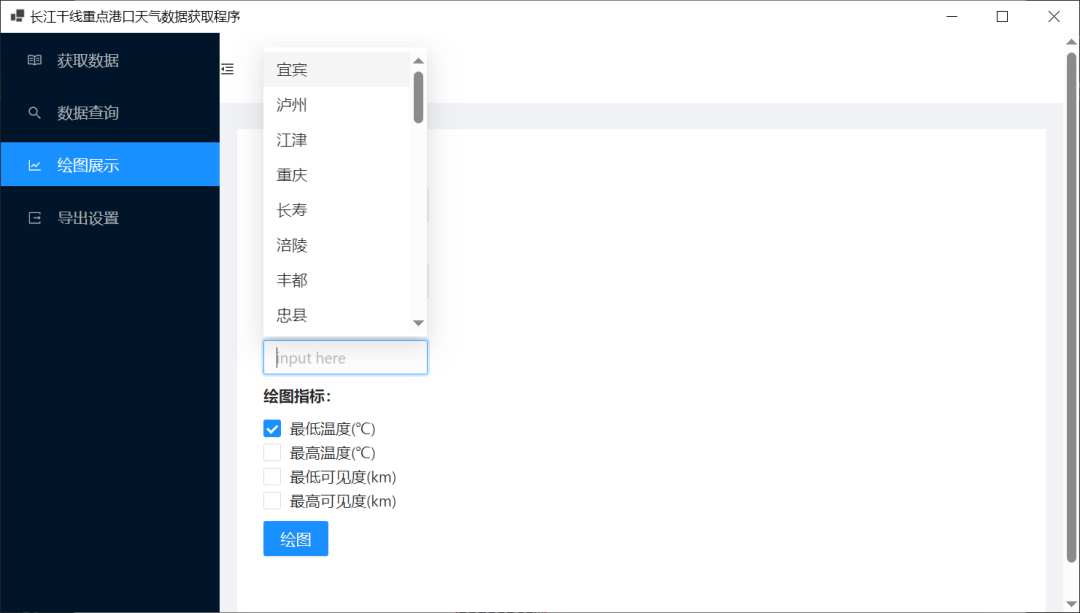 长江干线重点港口天气数据获取程序
获取数据
数据查询
绘图展示
导出设置
宜宾
泸州
江津
重庆
长寿
涪陵
丰都
忠县
input here
绘图指标：
最低温度(℃)
最高温度(℃)
最低可见度(km)
最高可见度(km)
绘图